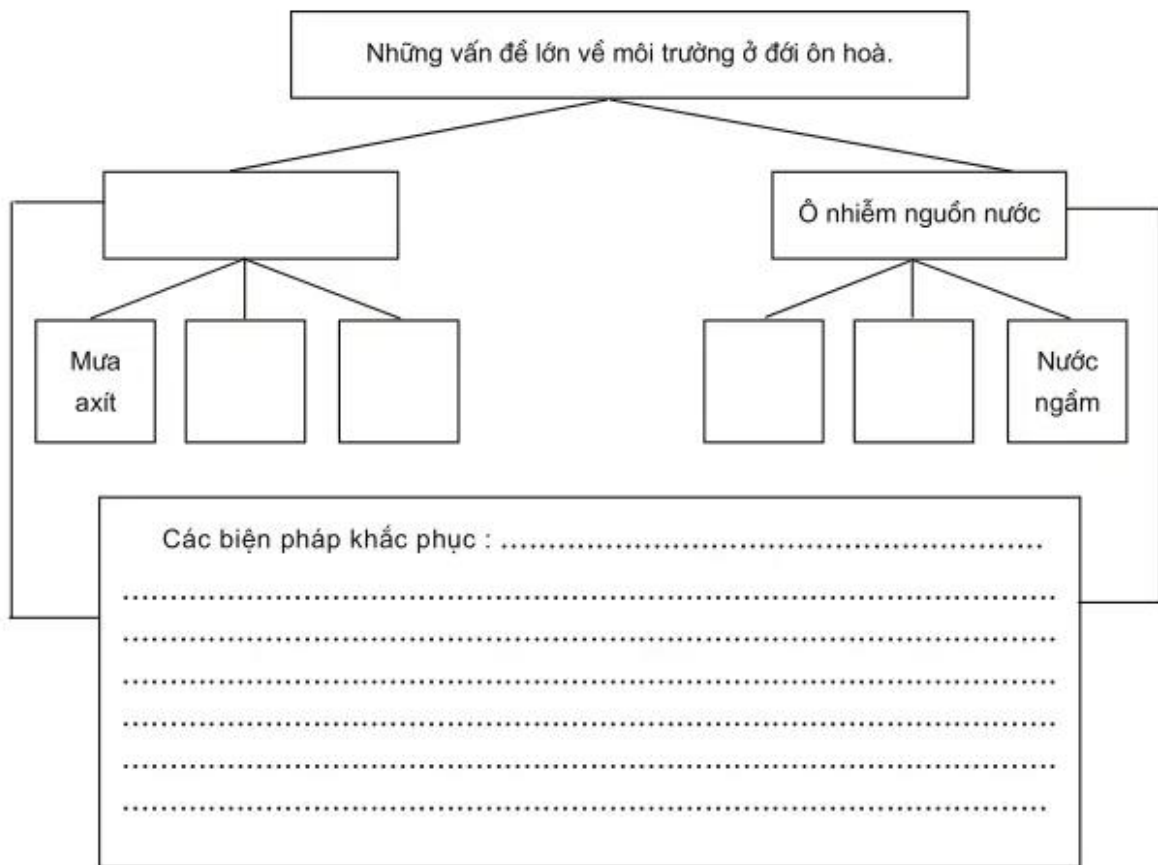 Những vấn để lớn về môi trường ở đới ôn hoà.
Ô nhiễm nguồn nước
Mưa
axít
Nước
ngầm
Các biện pháp khắc phục : ..........................................................
....................................................................................................
....................................................................................................
....................................................................................................
....................................................................................................
....................................................................................................
...................................................................................................